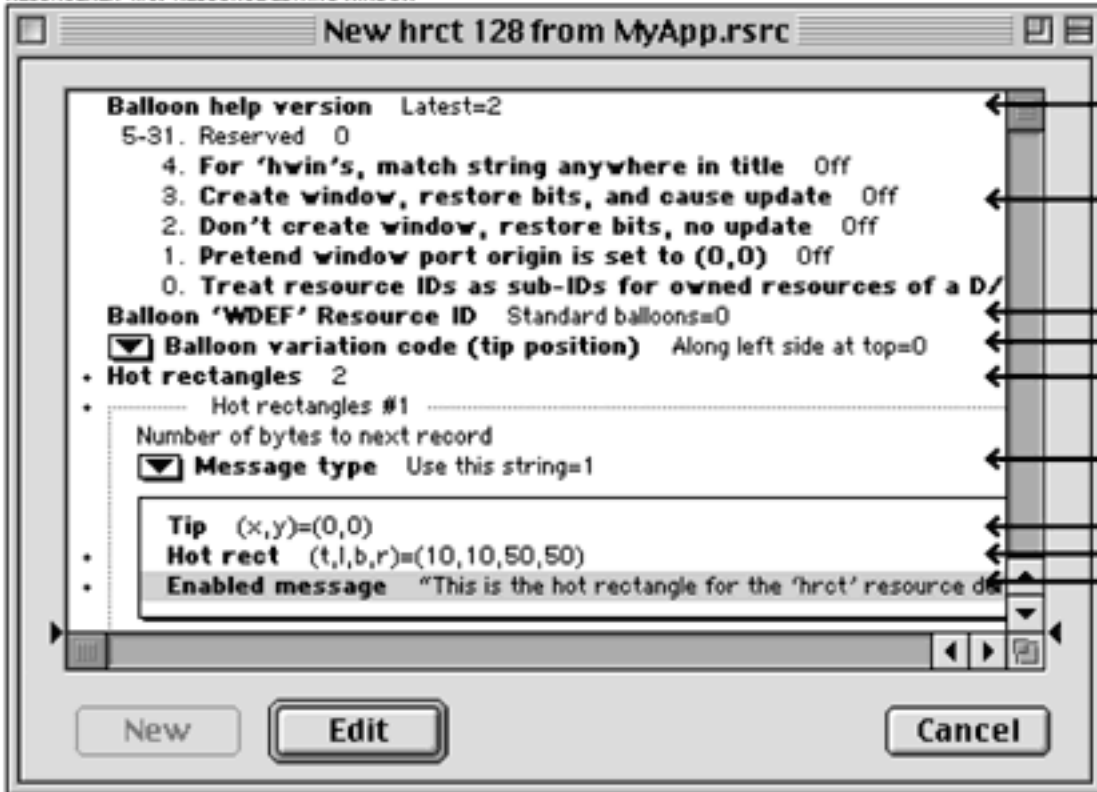 New hrct 128 from MyApp.rsrc
Balloon help version Latest=2
5-31. Reserved 0
4. For ‘hwin’s, match string anywhere in title Off
3. Create window, restore bits, and cause update Off
2. Don’t create window, restore bits, no update Off
1. Pretend window port origin is set to (0,0) Off
0. Treat resource IDs as sub-IDs for owned resources of a D/
Balloon ‘WDEF’ Resource ID Standard balloons=0
Balloon variation code (tip position) Along left side at top=0
• Hot rectangles 2
• Hot rectangles #1
Number of bytes to next record
Message type Use this string=1
Tip (x,y)=(0,0)
• Hot rect (t,l,b,r)=(10,10,50,50)
• Enabled message “This is the hot rectangle for the ‘hrct’ resource
New Edit Cancel